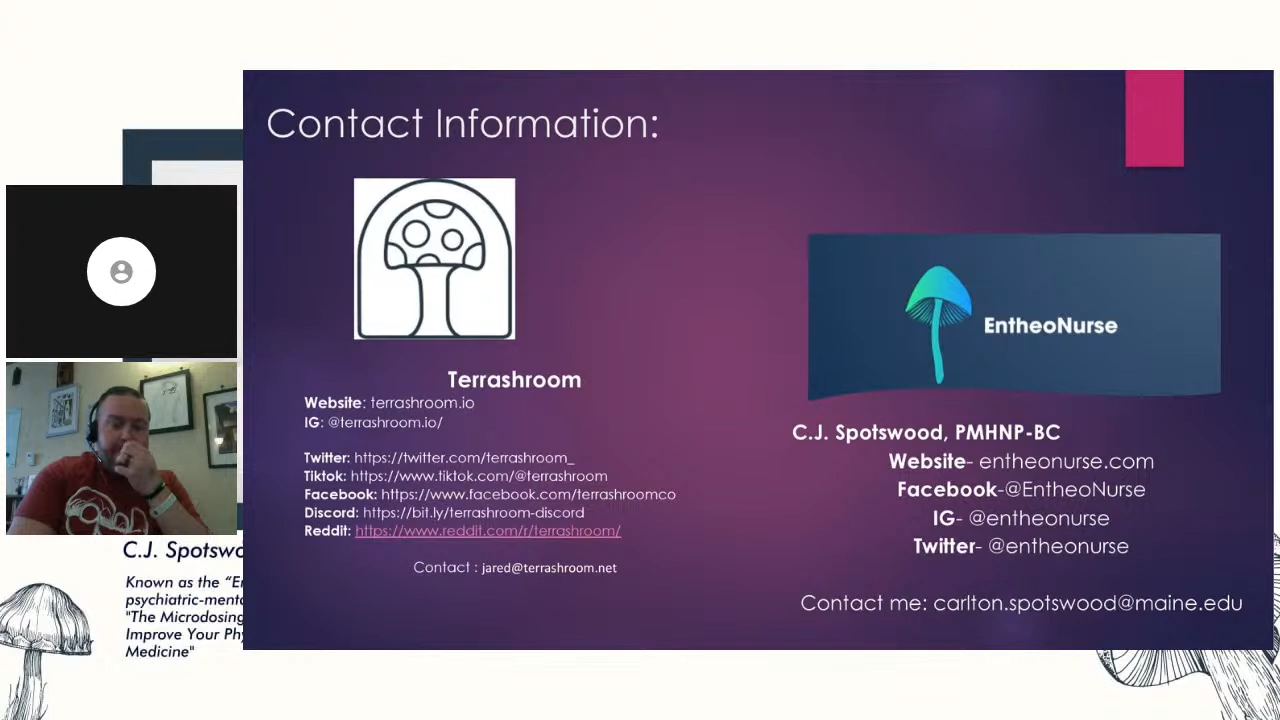 Contact Information:
Terrashroom
Website: terrashroom.io
IG: @terrashroom.io/
Twitter: https://twitter.com/terrashroom_
Tiktok: https://www.tiktok.com/@terrashroom
Facebook: https://www.facebook.com/terrashroomco
Discord: https://bit.ly/terrashroom-discord
Reddit: https://www.reddit.com/r/terrashroom/
Contact : jared@terrashroom.net
EntheoNurse
C.J. Spotswood, PMHNP-BC
Website- entheonurse.com
Facebook-@EntheoNurse
IG- @entheonurse
Twitter- @entheonurse
Contact me: carlton.spotswood@maine.edu
C.J. Spotswo
Known as the “E
psychiatric-ment
"The Microdosing
Improve Your Phy
Medicine"